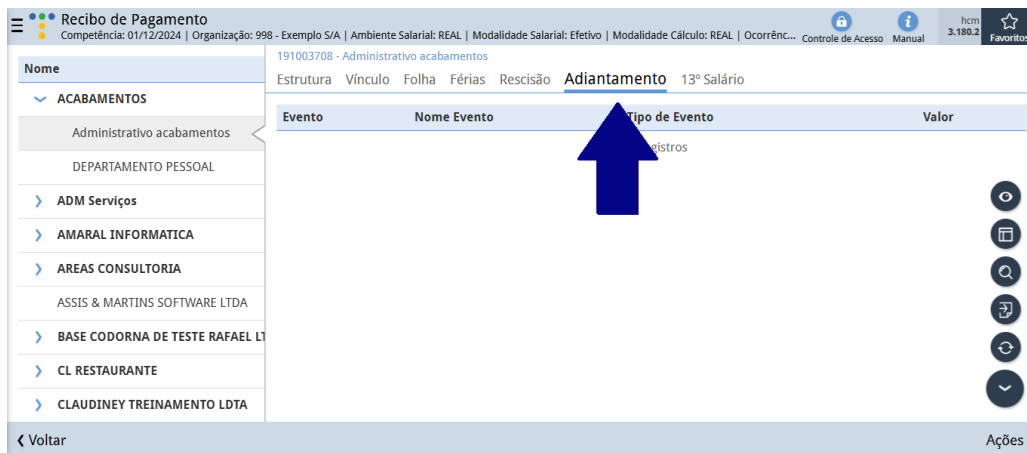 Recibo de Pagamento
Competência: 01/12/2024 | Organização: 998 - Exemplo S/A | Ambiente Salarial: REAL | Modalidade Salarial: Efetivo | Modalidade Cálculo: REAL | Ocorrênc...
Controle de Acesso
Manual
hcm
3.180.2
Favoritos
Nome
191003708 - Administrativo acabamentos
Estrutura Vínculo Folha Férias Rescisão Adiantamento 13º Salário
ACABAMENTOS
Administrativo acabamentos
DEPARTAMENTO PESSOAL
ADM Serviços
AMARAL INFORMATICA
AREAS CONSULTORIA
ASSIS & MARTINS SOFTWARE LTDA
BASE CODORNA DE TESTE RAFAEL LT
CL RESTAURANTE
CLAUDINEY TREINAMENTO LDTA
Evento Nome Evento Tipo de Evento Valor
gistros
Voltar
Ações